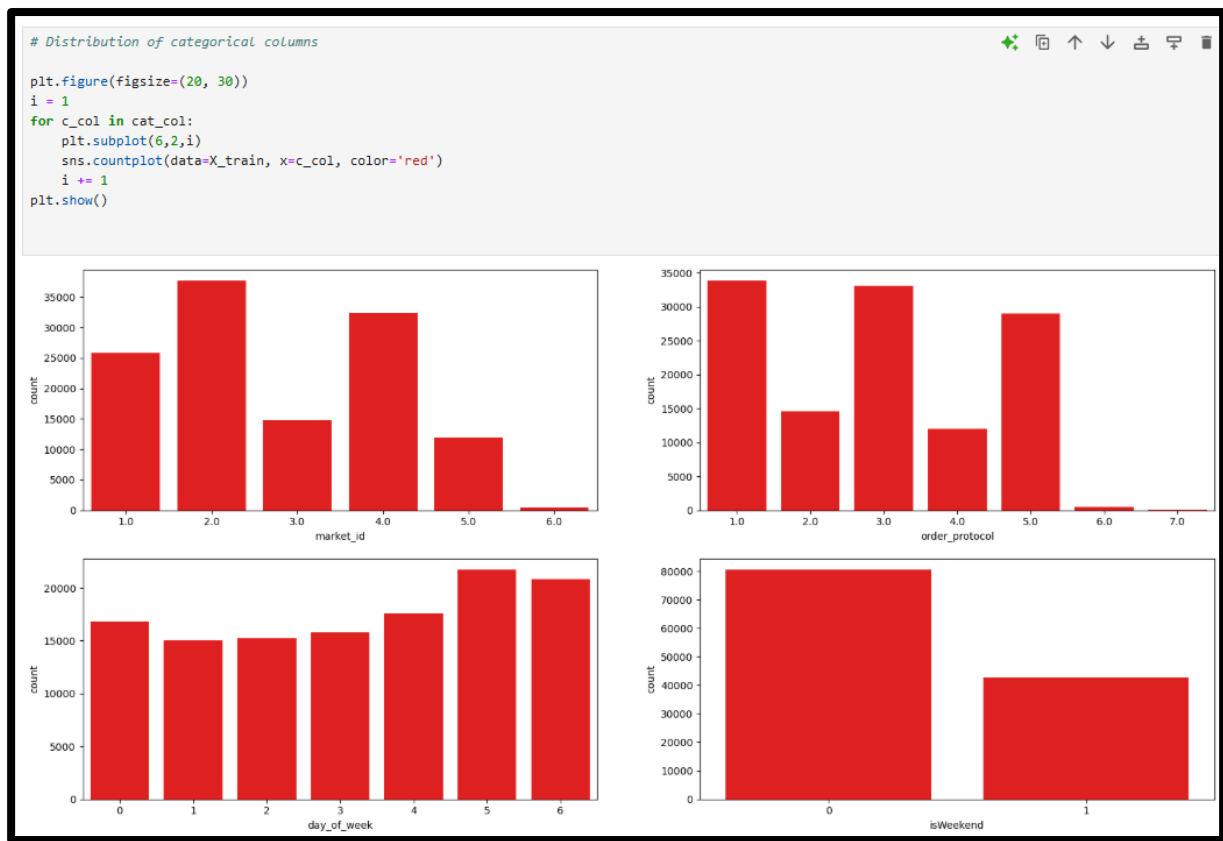 # Distribution of categorical columns
plt.figure(figsize=(20, 30))
i = 1
for c_col in cat_col:
    plt.subplot(6,2,i)
    sns.countplot(data=X_train, x=c_col, color='red')
    i += 1
plt.show()
35000
30000
25000
20000
15000
10000
5000
0
count
1.0 2.0 3.0 4.0 5.0 6.0
market_id
35000
30000
25000
20000
15000
10000
5000
0
count
1.0 2.0 3.0 4.0 5.0 6.0 7.0
order_protocol
20000
15000
10000
5000
0
count
0 1 2 3 4 5 6
day_of_week
80000
70000
60000
50000
40000
30000
20000
10000
0
count
0 1
isWeekend